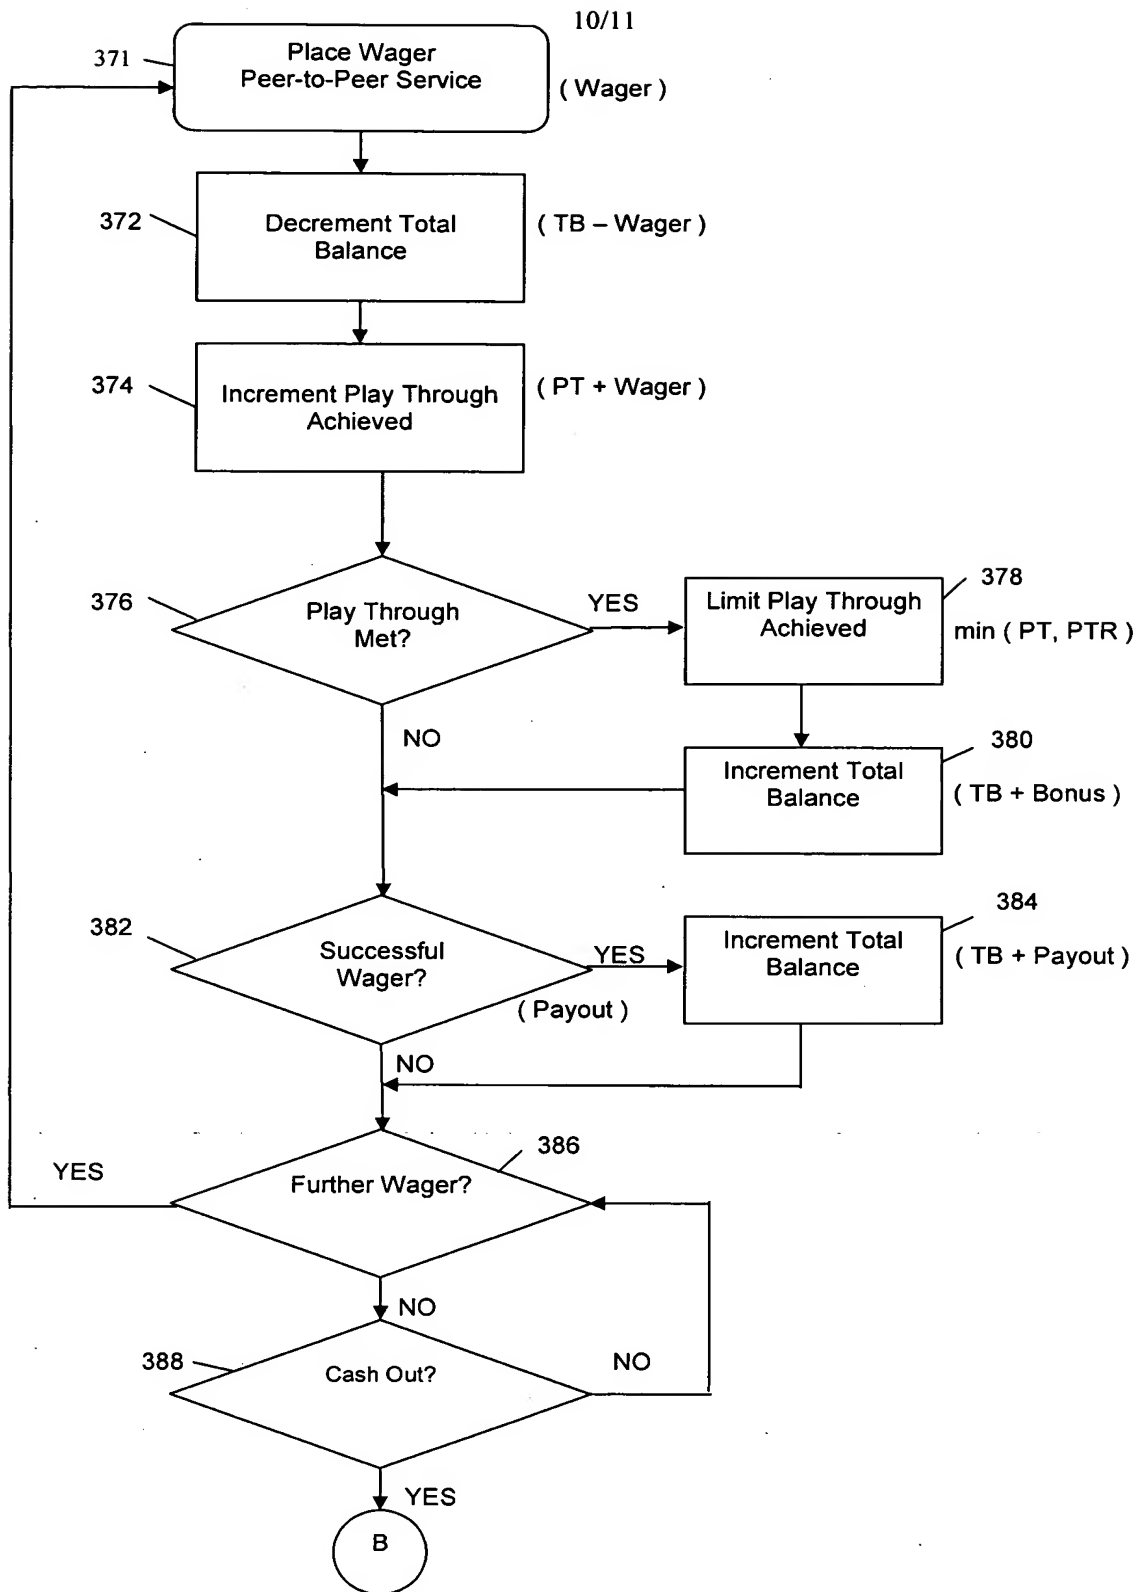 10/11
371
Place Wager
Peer-to-Peer Service
( Wager )
372
Decrement Total
Balance
( TB – Wager )
374
Increment Play Through
Achieved
( PT + Wager )
376
Play Through
Met?
YES
378
Limit Play Through
Achieved
min ( PT, PTR )
NO
380
Increment Total
Balance
( TB + Bonus )
382
Successful
Wager?
YES
( Payout )
384
Increment Total
Balance
( TB + Payout )
NO
386
Further Wager?
YES
NO
388
Cash Out?
NO
YES
B